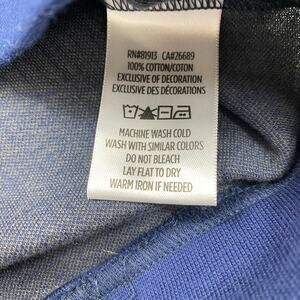 RN#81913 CA#26689
100% COTTON/COTON
EXCLUSIVE OF DECORATION
EXCLUSIVE DES DÉCORATIONS
MACHINE WASH COLD
WASH WITH SIMILAR COLORS
DO NOT BLEACH
LAY FLAT TO DRY
WARM IRON IF NEEDED